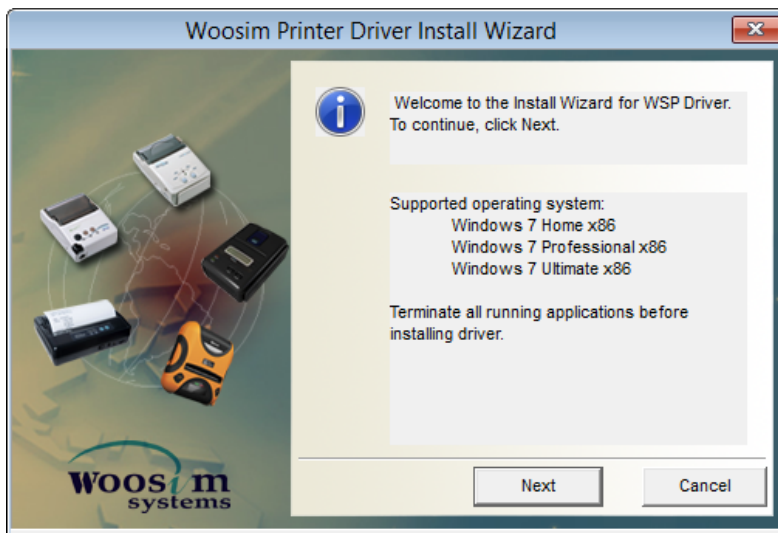 Woosim Printer Driver Install Wizard
Welcome to the Install Wizard for WSP Driver.
To continue, click Next.
Supported operating system:
Windows 7 Home x86
Windows 7 Professional x86
Windows 7 Ultimate x86
Terminate all running applications before
installing driver.
woosim
systems
Next
Cancel